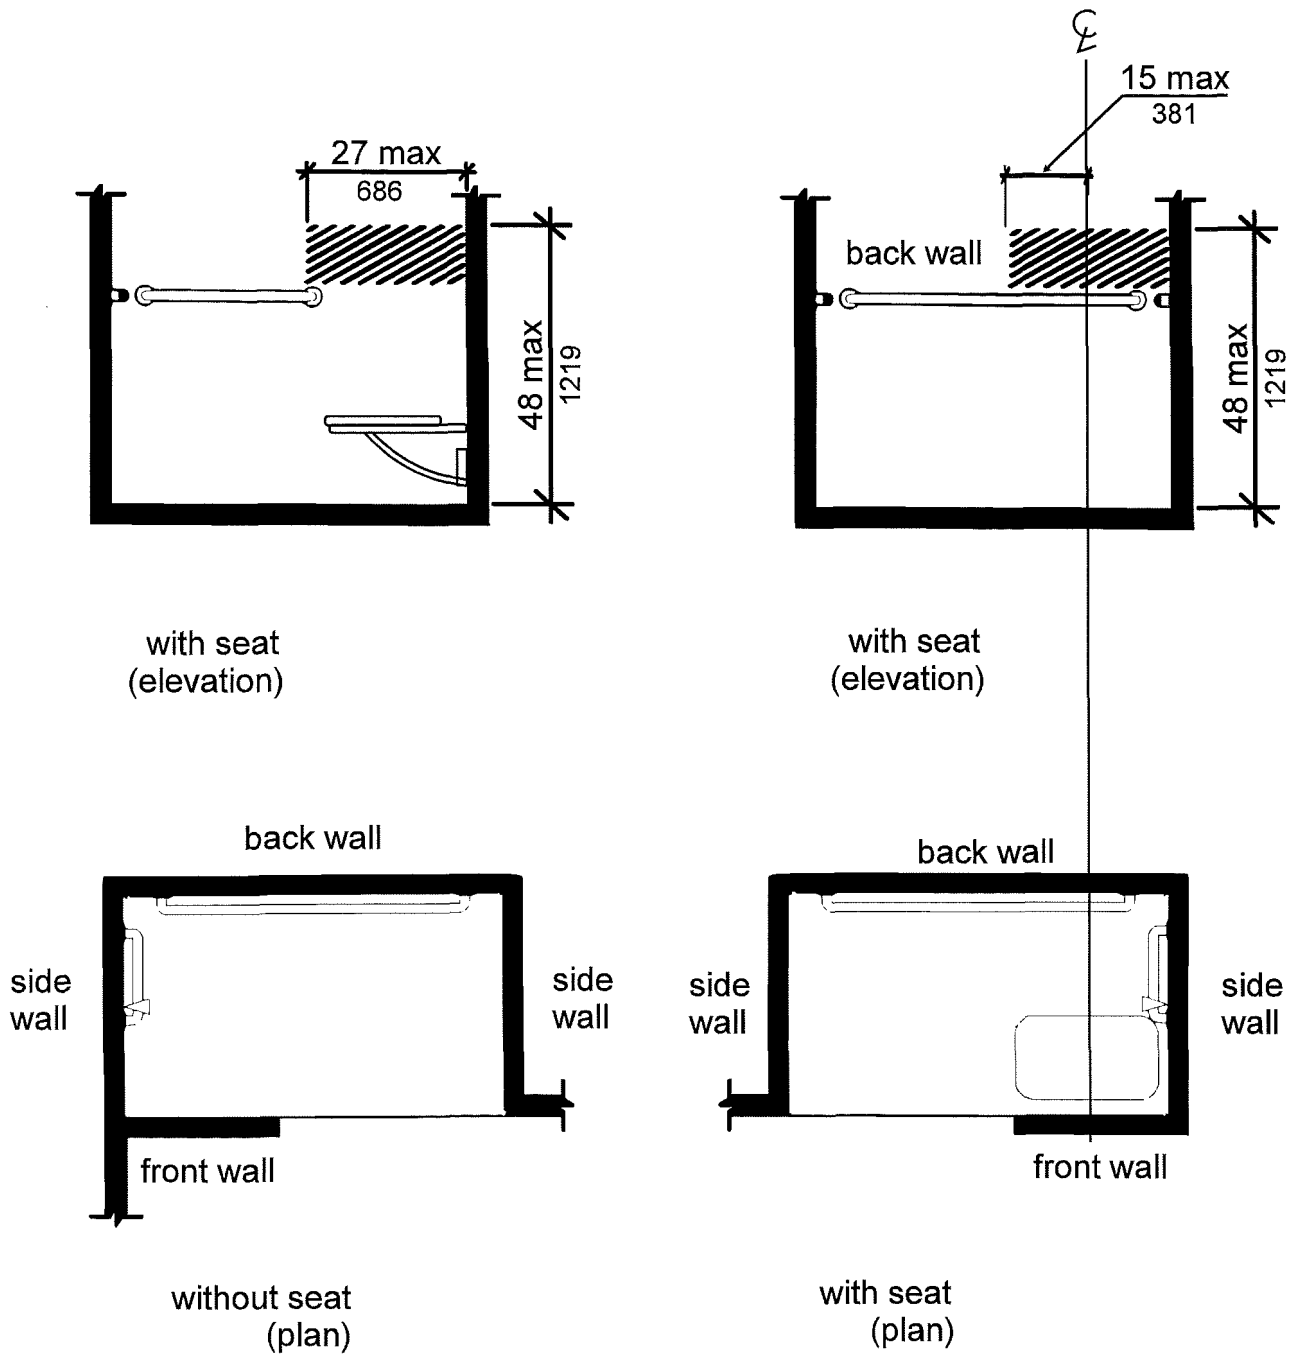 ℄
15 max
381
27 max
686
back wall
48 max
1219
48 max
1219
with seat
(elevation)
with seat
(elevation)
back wall
back wall
side
wall
side
wall
side
wall
side
wall
front wall
front wall
without seat
(plan)
with seat
(plan)